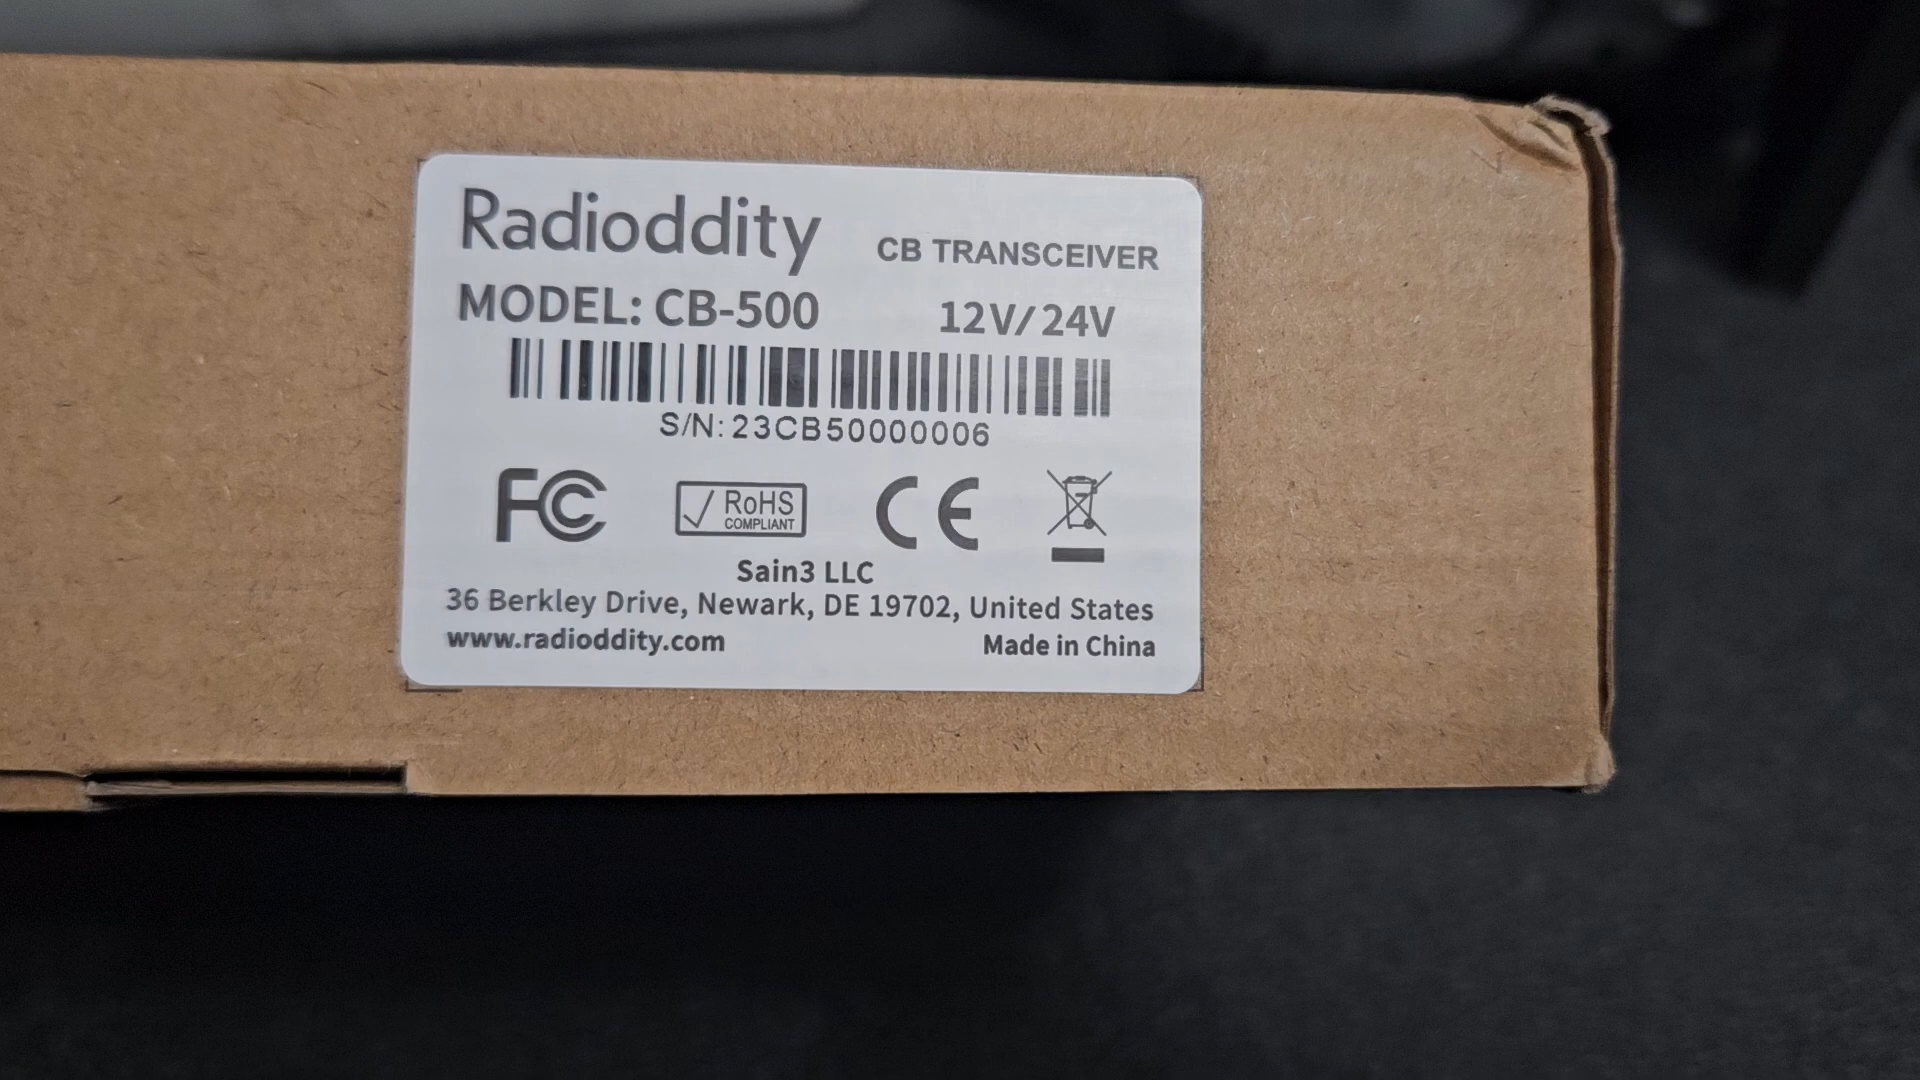 Radioddity CB TRANSCEIVER
MODEL: CB-500 12V/24V
S/N: 23CB50000006
FC RoHS CE
COMPLIANT
Sain3 LLC
36 Berkley Drive, Newark, DE 19702, United States
www.radioddity.com Made in China